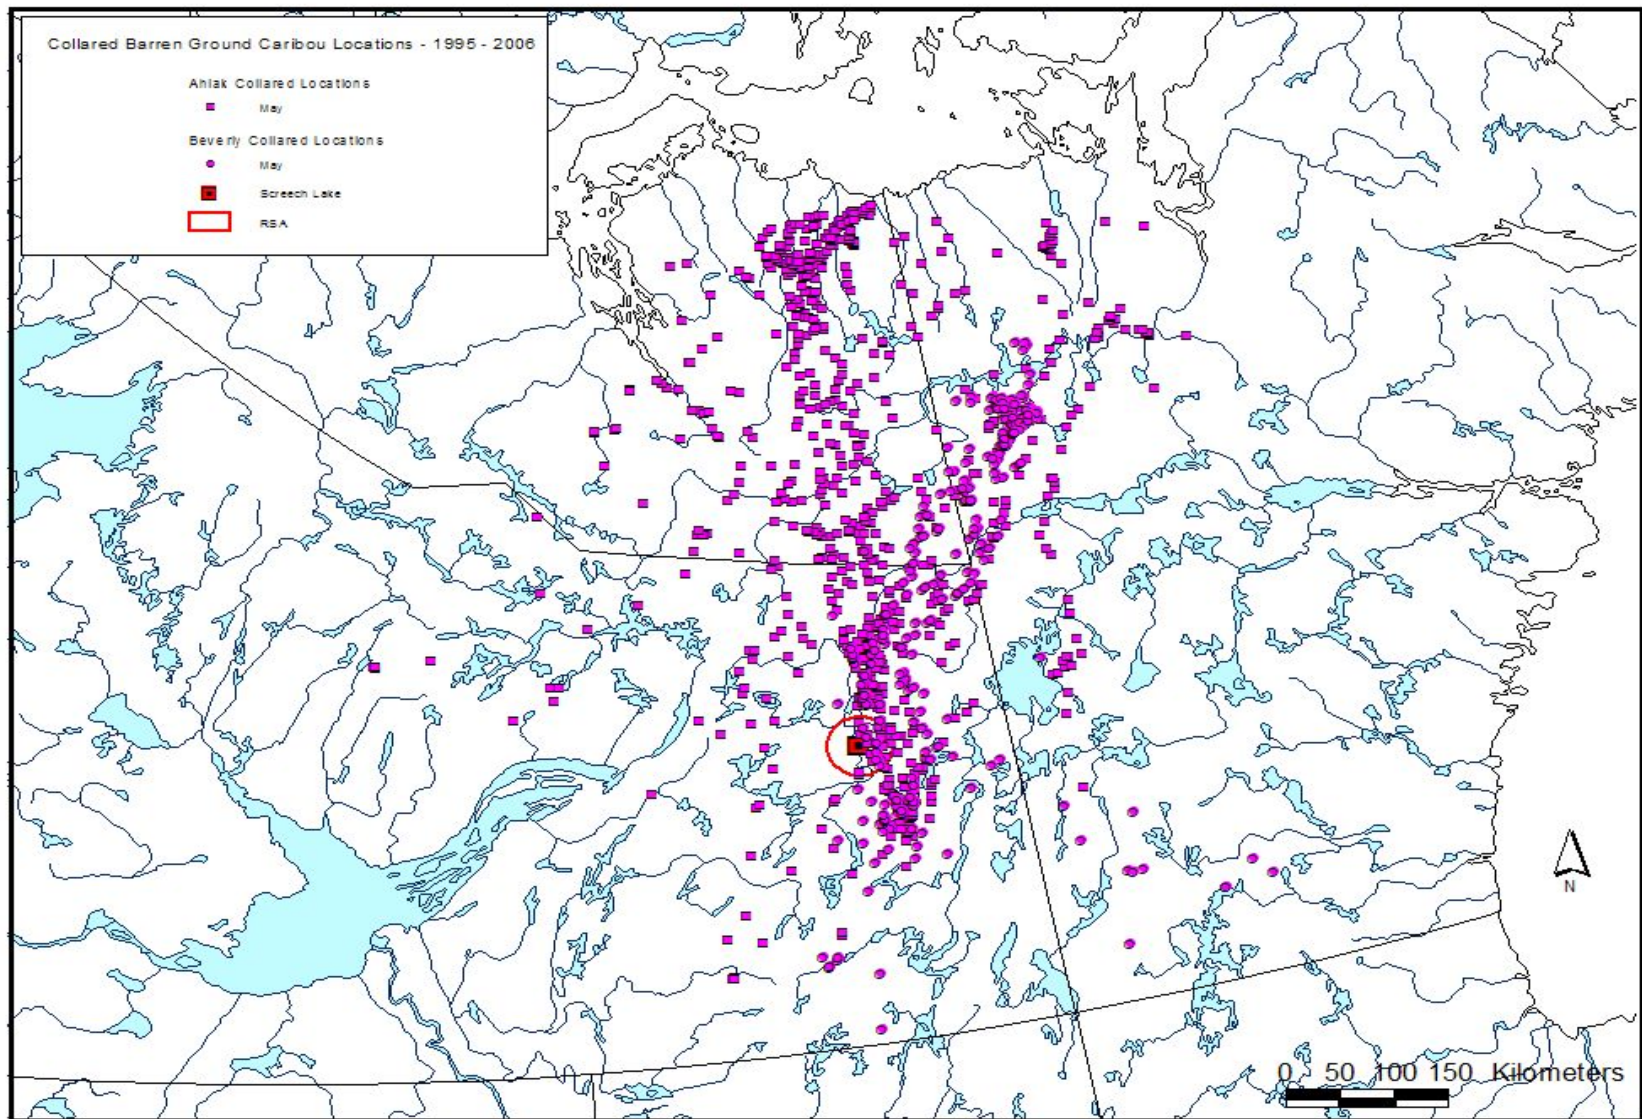 Collared Barren Ground Caribou Locations - 1995 - 2006
Ahiak Collared Locations
May
Beverly Collared Locations
May
Screech Lake
RSA
N
0 50 100 150 Kilometers